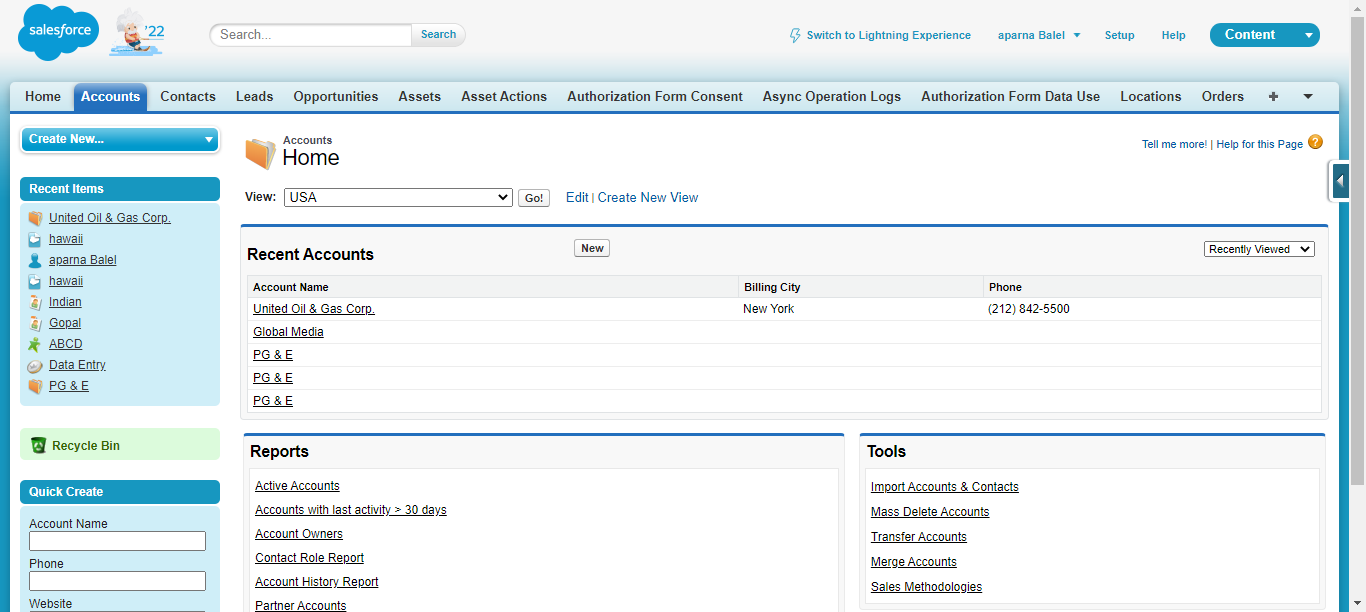 salesforce
'22
Search...
Search
Switch to Lightning Experience
aparna Balel
Setup
Help
Content
Home
Accounts
Contacts
Leads
Opportunities
Assets
Asset Actions
Authorization Form Consent
Async Operation Logs
Authorization Form Data Use
Locations
Orders
+
Create New...
Recent Items
United Oil & Gas Corp.
hawaii
aparna Balel
hawaii
Indian
Gopal
ABCD
Data Entry
PG & E
Recycle Bin
Quick Create
Account Name
Phone
Website
Accounts
Home
Tell me more! | Help for this Page ?
View: USA Go! Edit | Create New View
Recent Accounts
New
Recently Viewed
Account Name Billing City Phone
United Oil & Gas Corp. New York (212) 842-5500
Global Media
PG & E
PG & E
PG & E
Reports
Active Accounts
Accounts with last activity > 30 days
Account Owners
Contact Role Report
Account History Report
Partner Accounts
Tools
Import Accounts & Contacts
Mass Delete Accounts
Transfer Accounts
Merge Accounts
Sales Methodologies